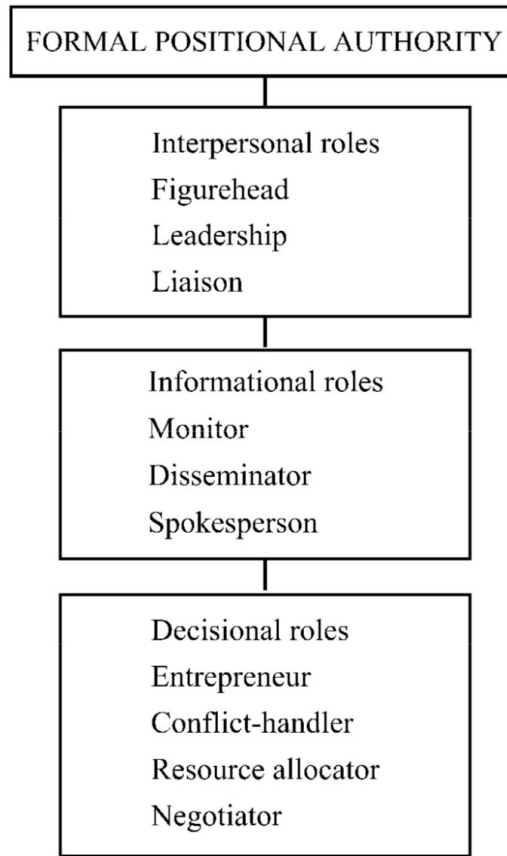 FORMAL POSITIONAL AUTHORITY
Interpersonal roles
Figurehead
Leadership
Liaison
Informational roles
Monitor
Disseminator
Spokesperson
Decisional roles
Entrepreneur
Conflict-handler
Resource allocator
Negotiator